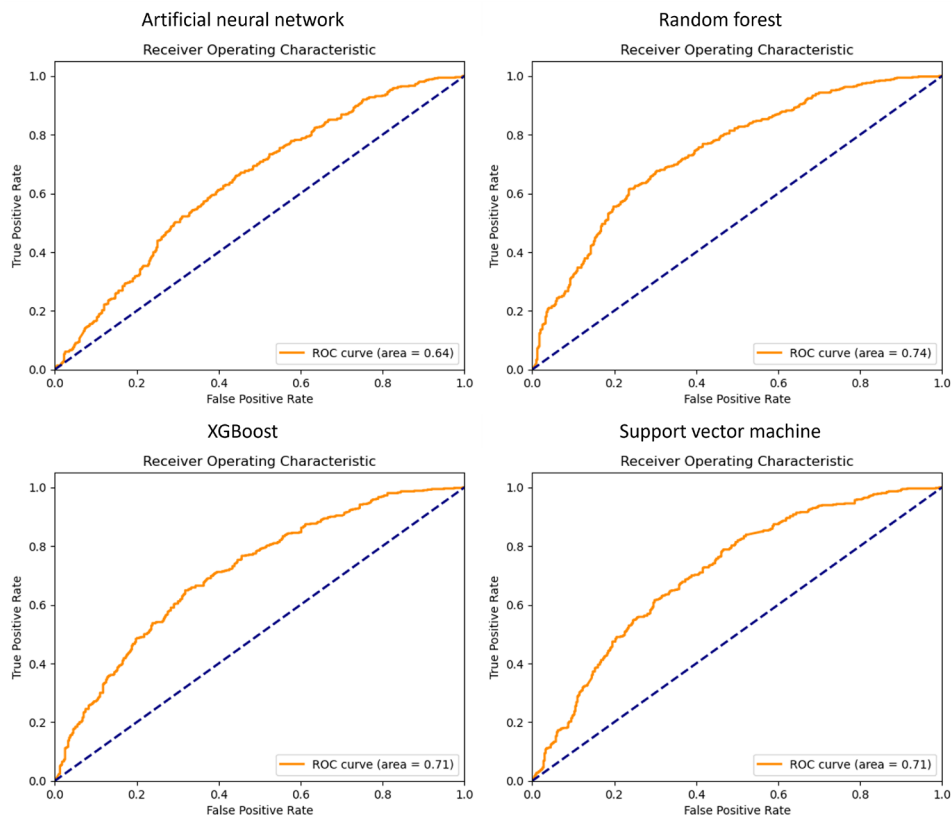 Artificial neural network
Receiver Operating Characteristic
True Positive Rate
1.0
0.8
0.6
0.4
0.2
0.0
ROC curve (area = 0.64)
0.0 0.2 0.4 0.6 0.8 1.0
False Positive Rate
Random forest
Receiver Operating Characteristic
True Positive Rate
1.0
0.8
0.6
0.4
0.2
0.0
ROC curve (area = 0.74)
0.0 0.2 0.4 0.6 0.8 1.0
False Positive Rate
XGBoost
Receiver Operating Characteristic
True Positive Rate
1.0
0.8
0.6
0.4
0.2
0.0
ROC curve (area = 0.71)
0.0 0.2 0.4 0.6 0.8 1.0
False Positive Rate
Support vector machine
Receiver Operating Characteristic
True Positive Rate
1.0
0.8
0.6
0.4
0.2
0.0
ROC curve (area = 0.71)
0.0 0.2 0.4 0.6 0.8 1.0
False Positive Rate